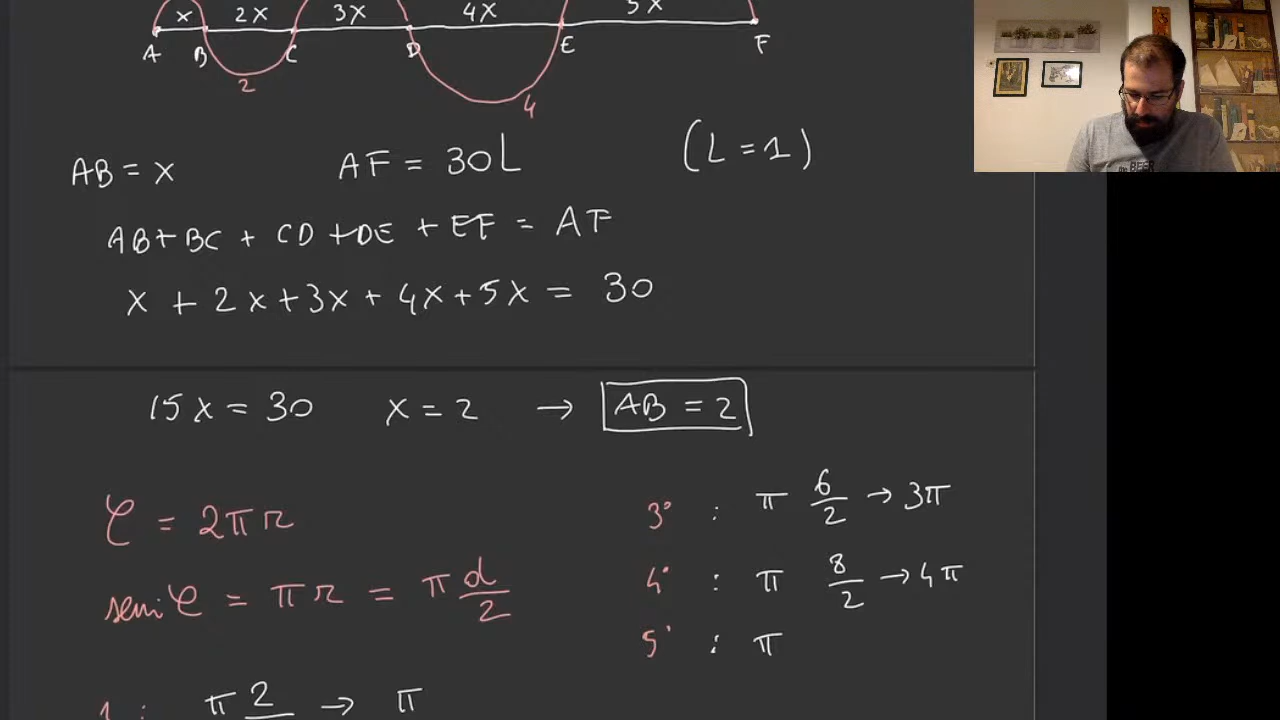 x 2x 3x 4x 5x
A B C D E F
2 4
AB = x AF = 30L (L = 1)
AB + BC + CD + DE + EF = AF
x + 2x + 3x + 4x + 5x = 30
15x = 30 x = 2 → AB = 2
C = 2πr
semiC = πr = π d/2
1 : π 2 → π
3° : π 6/2 → 3π
4° : π 8/2 → 4π
5° : π
BEER